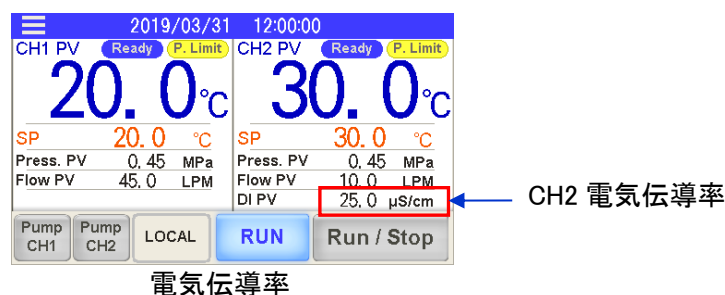 2019/03/31 12:00:00
CH1 PV Ready P. Limit
20.0℃
SP 20.0 ℃
Press. PV 0.45 MPa
Flow PV 45.0 LPM
CH2 PV Ready P. Limit
30.0℃
SP 30.0 ℃
Press. PV 0.45 MPa
Flow PV 10.0 LPM
DI PV 25.0 μS/cm
CH2 電気伝導率
Pump CH1
Pump CH2
LOCAL
RUN
Run / Stop
電気伝導率